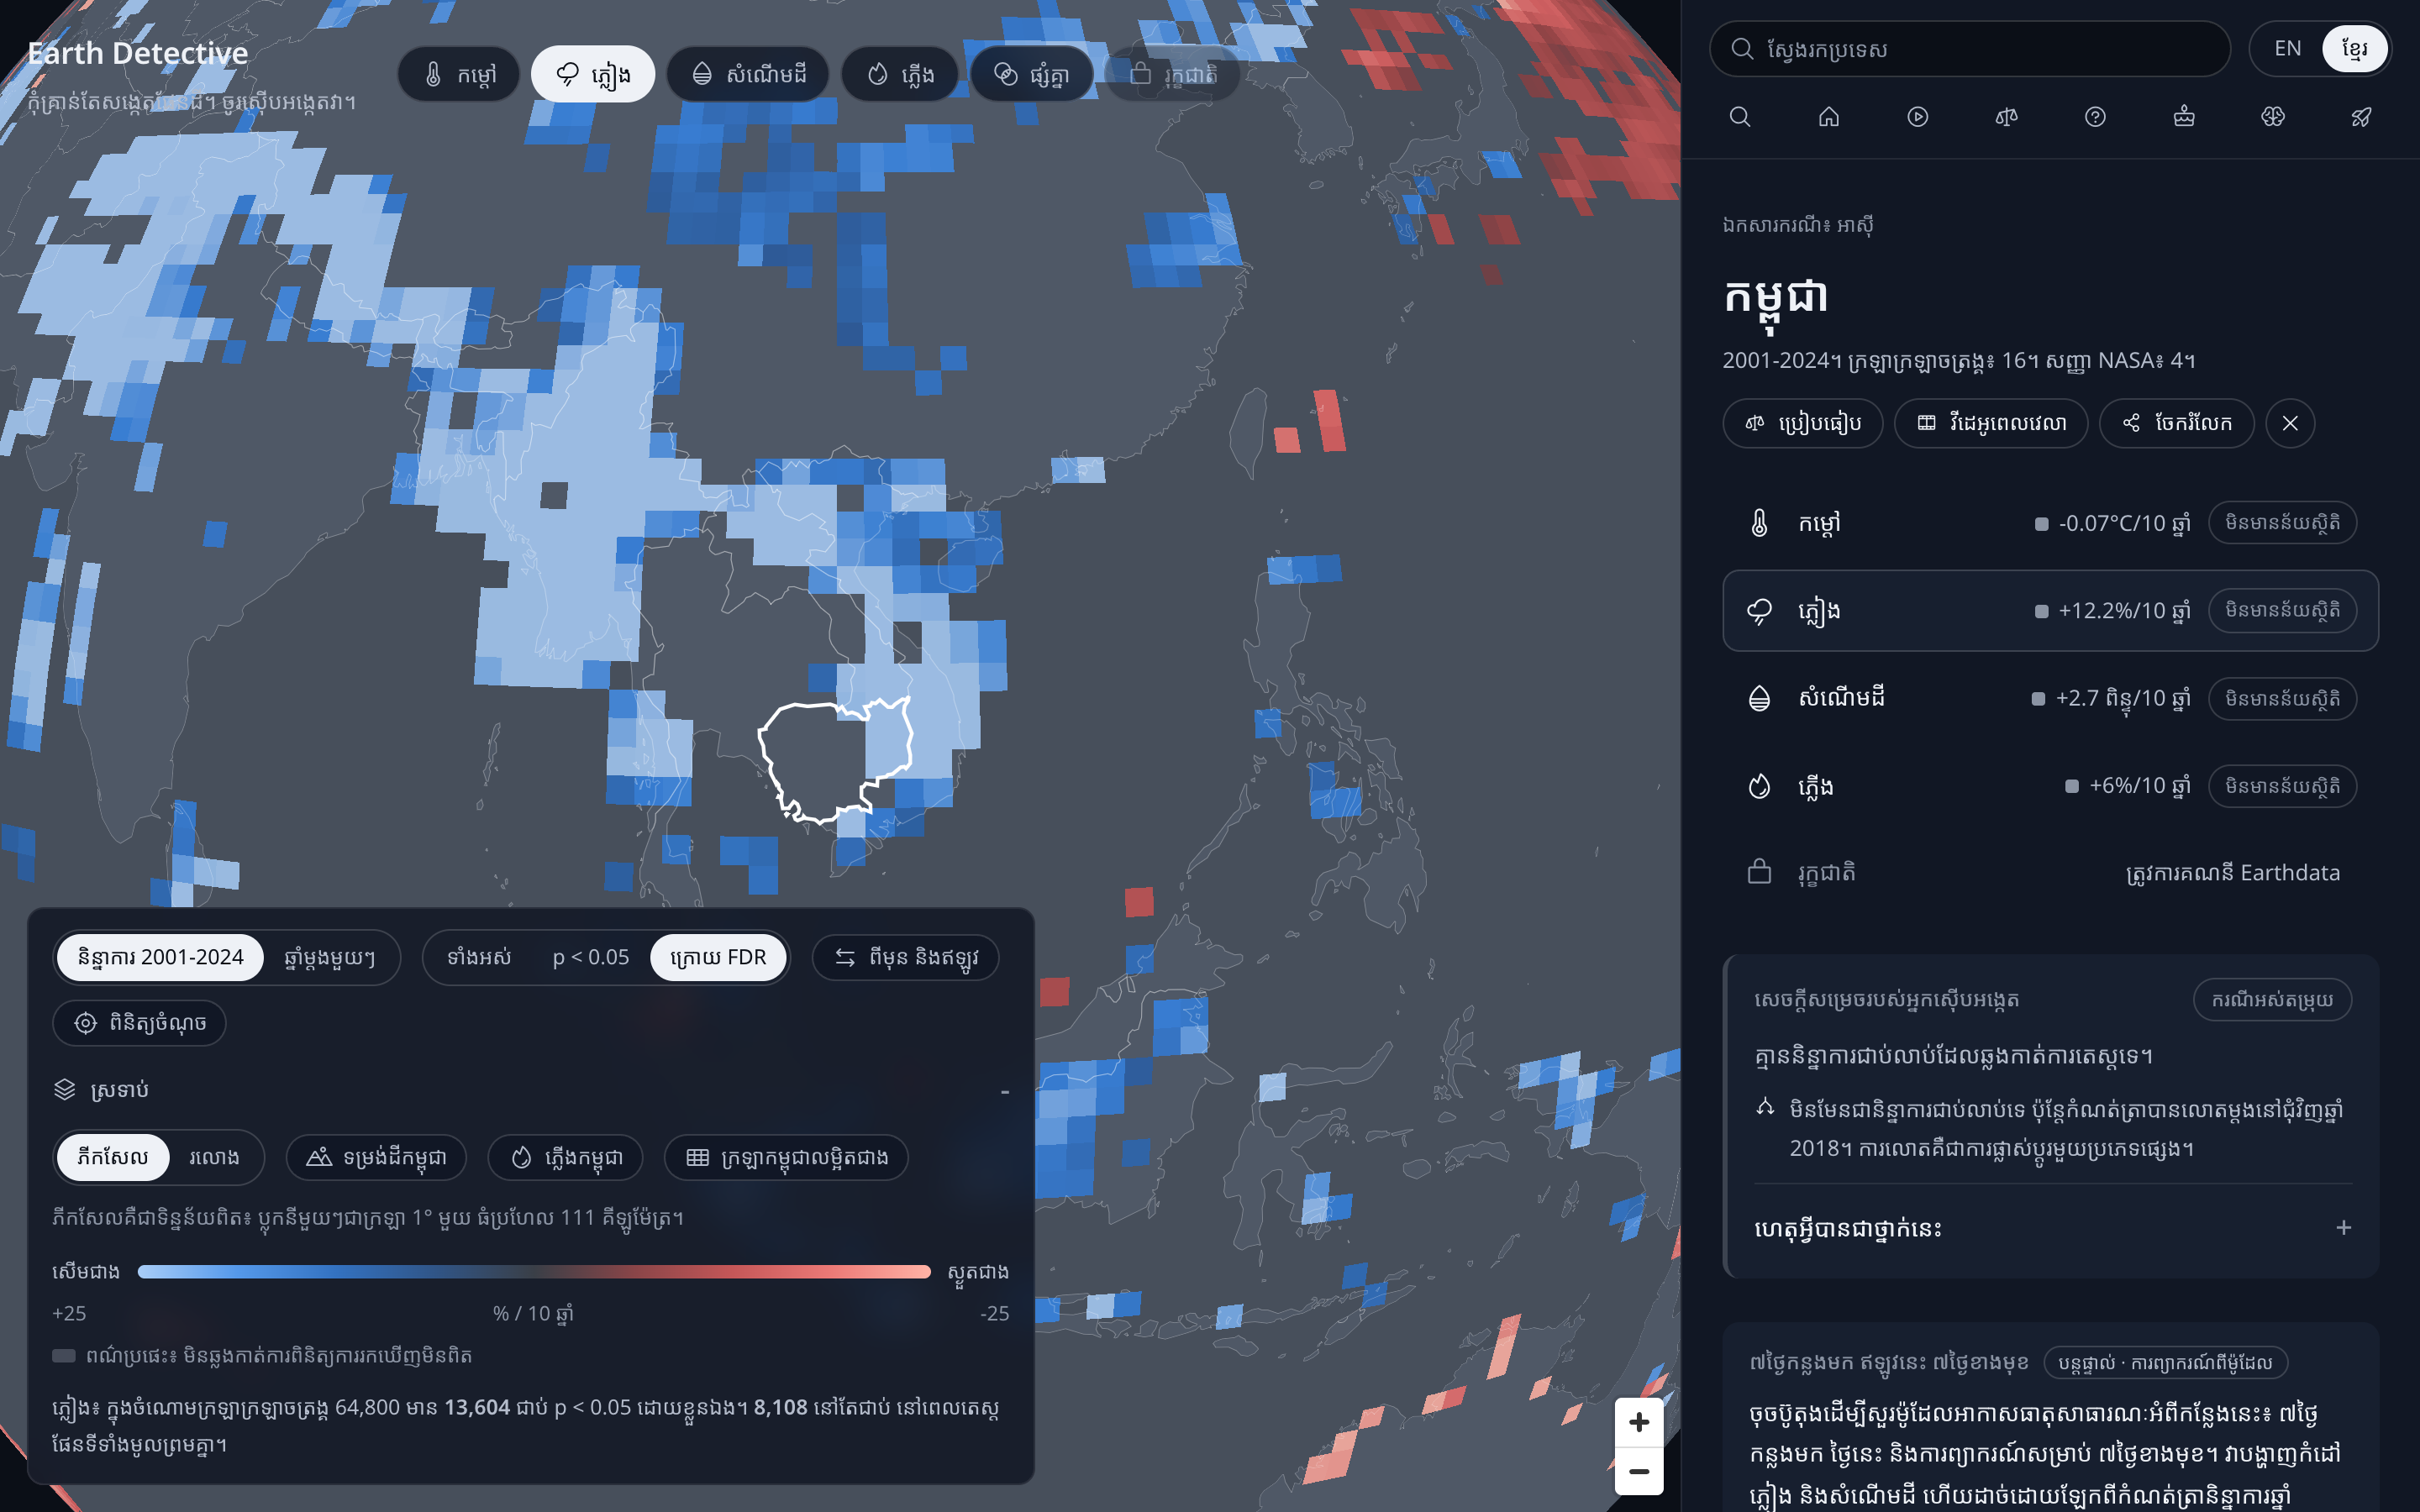 Earth Detective
កុំគ្រាន់តែសង្កេតផែនដី។ ចូរស៊ើបអង្កេតវា។
កម្ដៅ
ភ្លៀង
សំណើមដី
ភ្លើង
ផ្សំគ្នា
រុក្ខជាតិ
ស្វែងរកប្រទេស
EN
ខ្មែរ
ឯកសារករណី៖ អាស៊ី
កម្ពុជា
2001-2024។ ក្រឡាក្រឡាចត្រង្គ៖ 16។ សញ្ញា NASA៖ 4។
ប្រៀបធៀប
វីដេអូពេលវេលា
ចែករំលែក
កម្ដៅ -0.07°C/10 ឆ្នាំ មិនមានន័យស្ថិតិ
ភ្លៀង +12.2%/10 ឆ្នាំ មិនមានន័យស្ថិតិ
សំណើមដី +2.7 ពិន្ទុ/10 ឆ្នាំ មិនមានន័យស្ថិតិ
ភ្លើង +6%/10 ឆ្នាំ មិនមានន័យស្ថិតិ
រុក្ខជាតិ ត្រូវការគណនី Earthdata
សេចក្ដីសម្រេចរបស់អ្នកស៊ើបអង្កេត
ករណីអស់តម្រុយ
គ្មាននិន្នាការជាប់លាប់ដែលឆ្លងកាត់ការតេស្តទេ។
មិនមែនជានិន្នាការជាប់លាប់ទេ ប៉ុន្តែកំណត់ត្រាបានលោតម្ដងនៅជុំវិញឆ្នាំ
2018។ ការលោតគឺជាការផ្លាស់ប្ដូរមួយប្រភេទផ្សេង។
ហេតុអ្វីបានជាថ្នាក់នេះ +
៧ថ្ងៃកន្លងមក ឥឡូវនេះ ៧ថ្ងៃខាងមុខ
បន្តផ្ទាល់ · ការព្យាករណ៍ពីម៉ូដែល
ចុចប៊ូតុងដើម្បីសួរម៉ូដែលអាកាសធាតុសាធារណៈអំពីកន្លែងនេះ៖ ៧ថ្ងៃ
កន្លងមក ថ្ងៃនេះ និងការព្យាករណ៍សម្រាប់ ៧ថ្ងៃខាងមុខ។ វាបង្ហាញកំដៅ
ភ្លៀង និងសំណើមដី ហើយដាច់ដោយឡែកពីកំណត់ត្រានិន្នាការឆ្នាំ
និន្នាការ 2001-2024
ឆ្នាំម្ដងមួយៗ
ទាំងអស់
p < 0.05
ក្រោយ FDR
ពីមុន និងឥឡូវ
ពិនិត្យចំណុច
ស្រទាប់ -
ភីកសែល
រលោង
ទម្រង់ដីកម្ពុជា
ភ្លើងកម្ពុជា
ក្រឡាកម្ពុជាលម្អិតជាង
ភីកសែលគឺជាទិន្នន័យពិត៖ ប្លុកនីមួយៗជាក្រឡា 1° មួយ ធំប្រហែល 111 គីឡូម៉ែត្រ។
សើមជាង
ស្ងួតជាង
+25
% / 10 ឆ្នាំ
-25
ពណ៌ប្រផេះ៖ មិនឆ្លងកាត់ការពិនិត្យការរកឃើញមិនពិត
ភ្លៀង៖ ក្នុងចំណោមក្រឡាក្រឡាចត្រង្គ 64,800 មាន 13,604 ជាប់ p < 0.05 ដោយខ្លួនឯង។ 8,108 នៅតែជាប់ នៅពេលតេស្ត
ផែនទីទាំងមូលព្រមគ្នា។
+
−